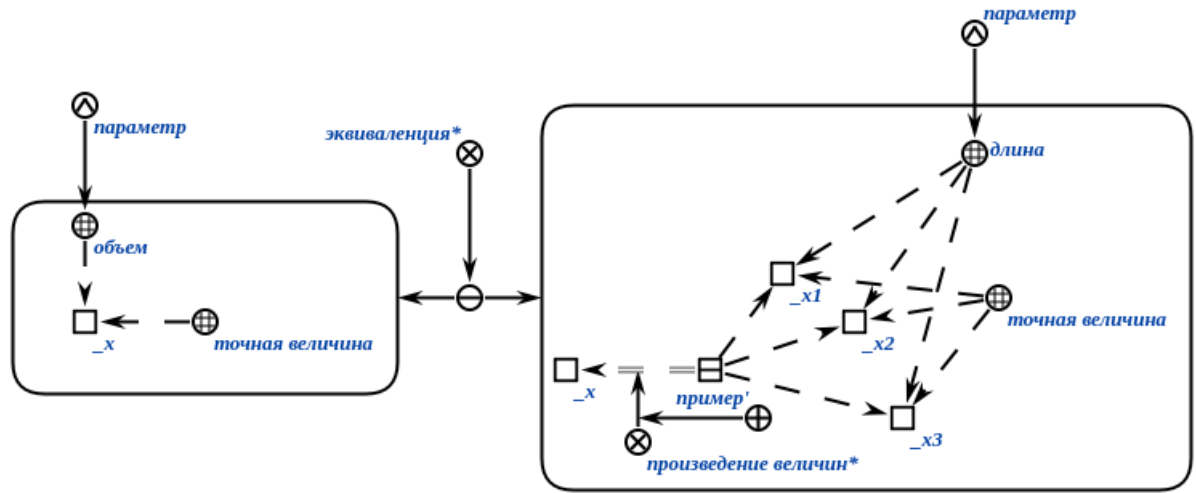 параметр
параметр
эквиваленция*
длина
объем
_x1
точная величина
_x2
_x
точная величина
_x
пример'
_x3
произведение величин*